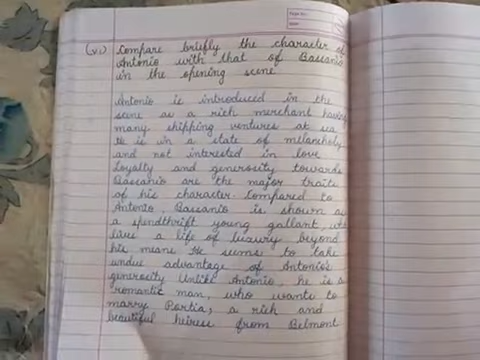 Page No.:
(vi) Compare briefly the character of
Antonio with that of Bassanio
in the opening scene
Antonio is introduced in the
scene as a rich merchant having
many shipping ventures at sea
He is in a state of melancholy
and not interested in love
Loyalty and generosity towards
Bassanio are the major traits
of his character. Compared to
Antonio, Bassanio is shown as
a spendthrift young gallant, who
lives a life of luxury beyond
his means He seems to take
undue advantage of Antonio's
generosity Unlike Antonio, he is a
romantic man, who wants to
marry Portia, a rich and
beautiful heiress from Belmont